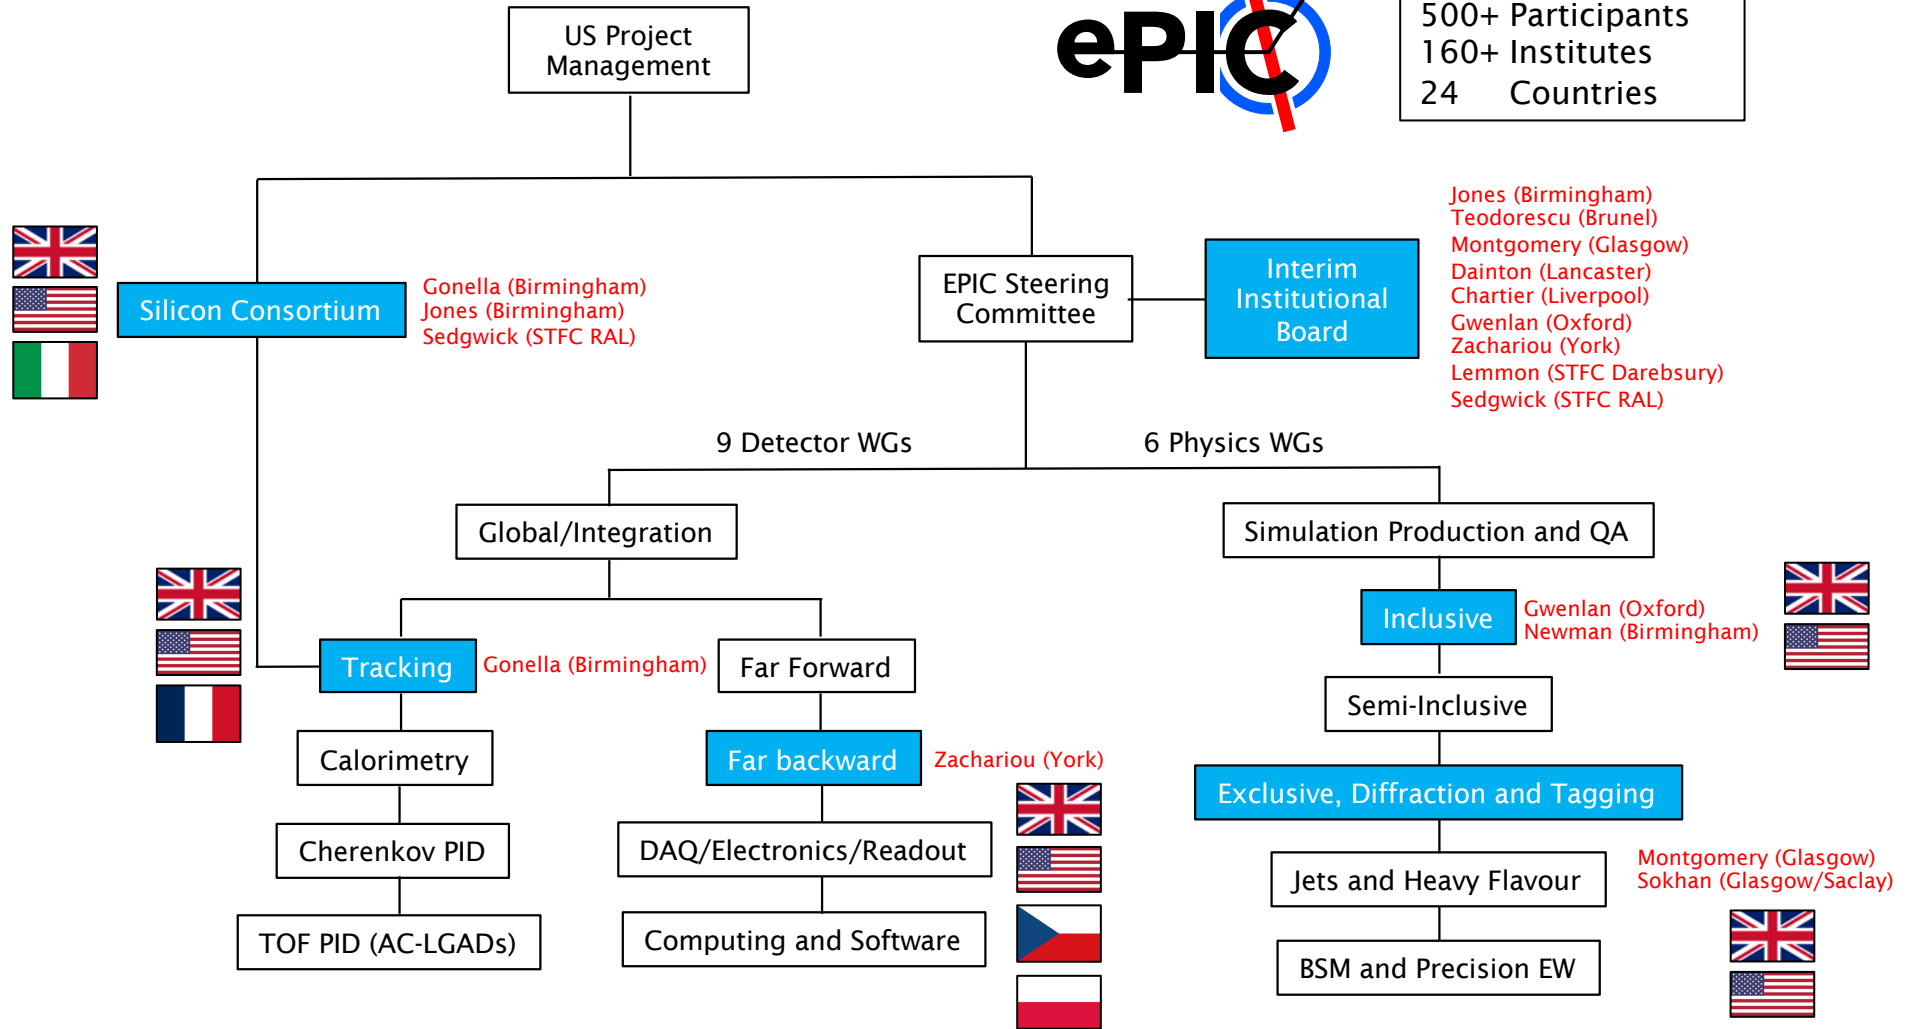 US Project
Management
ePIC
500+ Participants
160+ Institutes
24 Countries
Silicon Consortium
Gonella (Birmingham)
Jones (Birmingham)
Sedgwick (STFC RAL)
EPIC Steering
Committee
Interim
Institutional
Board
Jones (Birmingham)
Teodorescu (Brunel)
Montgomery (Glasgow)
Dainton (Lancaster)
Chartier (Liverpool)
Gwenlan (Oxford)
Zachariou (York)
Lemmon (STFC Darebsury)
Sedgwick (STFC RAL)
9 Detector WGs
6 Physics WGs
Global/Integration
Simulation Production and QA
Tracking
Gonella (Birmingham)
Far Forward
Inclusive
Gwenlan (Oxford)
Newman (Birmingham)
Semi-Inclusive
Calorimetry
Far backward
Zachariou (York)
Exclusive, Diffraction and Tagging
Cherenkov PID
DAQ/Electronics/Readout
Jets and Heavy Flavour
Montgomery (Glasgow)
Sokhan (Glasgow/Saclay)
TOF PID (AC-LGADs)
Computing and Software
BSM and Precision EW